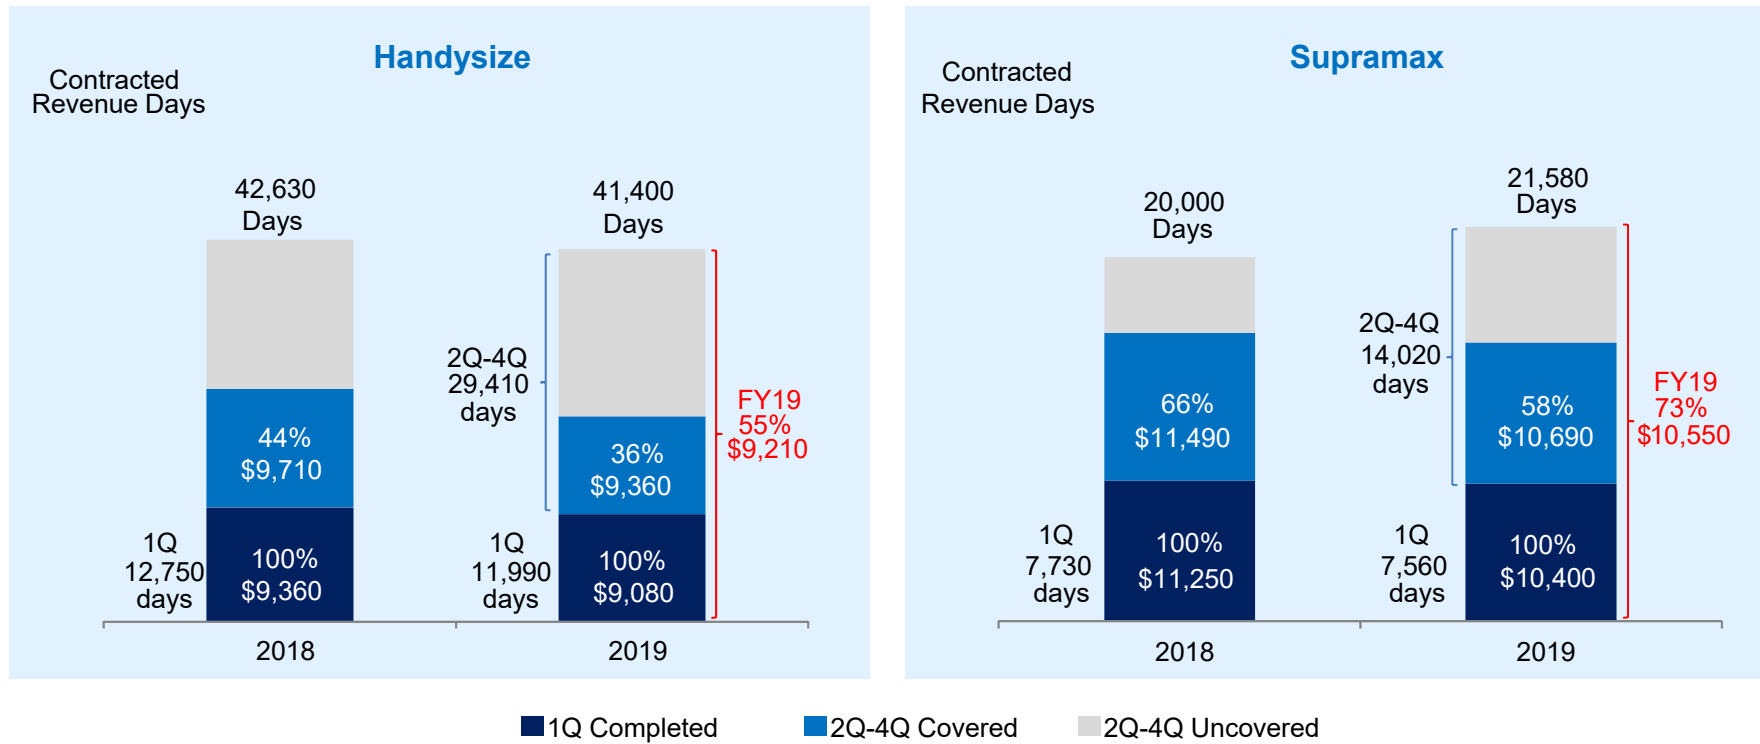 Handysize
Contracted
Revenue Days
42,630
Days
44%
$9,710
1Q
12,750
days
100%
$9,360
2018
41,400
Days
2Q-4Q
29,410
days
36%
$9,360
1Q
11,990
days
100%
$9,080
FY19
55%
$9,210
2019
Supramax
Contracted
Revenue Days
20,000
Days
66%
$11,490
1Q
7,730
days
100%
$11,250
2018
21,580
Days
2Q-4Q
14,020
days
58%
$10,690
1Q
7,560
days
100%
$10,400
FY19
73%
$10,550
2019
1Q Completed
2Q-4Q Covered
2Q-4Q Uncovered